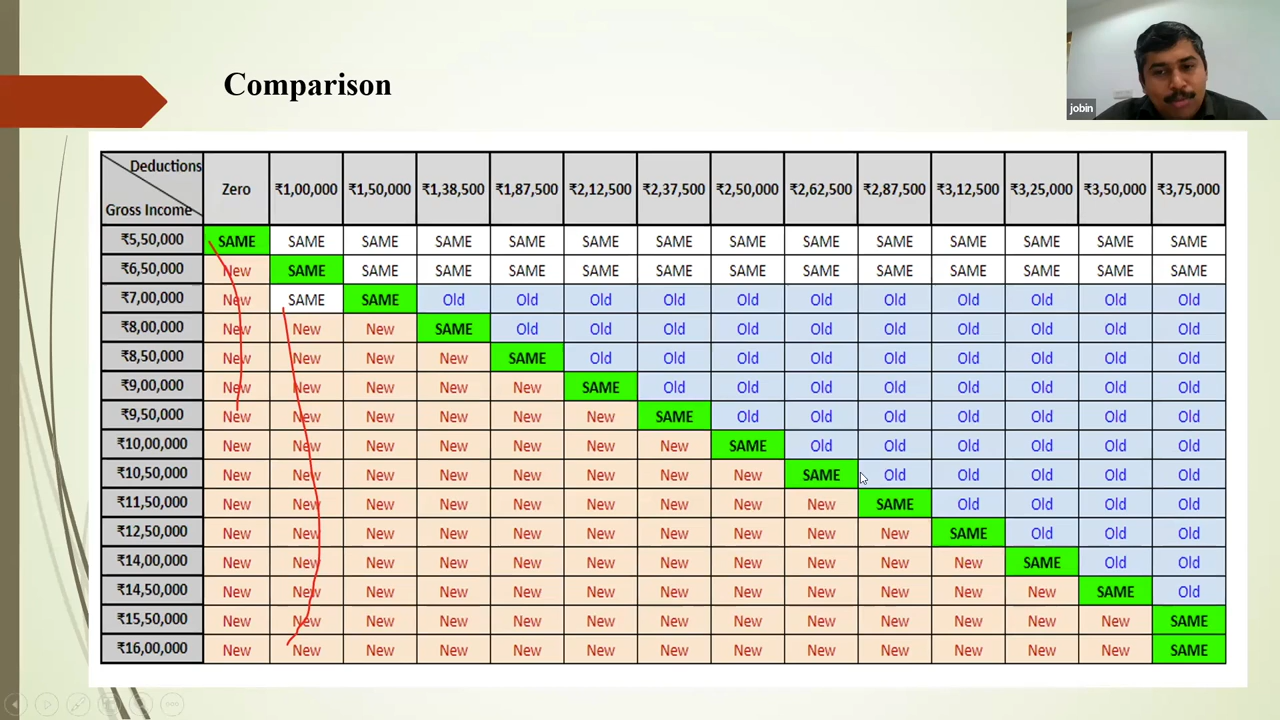 jobin
Comparison
Deductions
Gross Income
Zero ₹1,00,000 ₹1,50,000 ₹1,38,500 ₹1,87,500 ₹2,12,500 ₹2,37,500 ₹2,50,000 ₹2,62,500 ₹2,87,500 ₹3,12,500 ₹3,25,000 ₹3,50,000 ₹3,75,000
₹5,50,000 SAME SAME SAME SAME SAME SAME SAME SAME SAME SAME SAME SAME SAME SAME
₹6,50,000 New SAME SAME SAME SAME SAME SAME SAME SAME SAME SAME SAME SAME SAME
₹7,00,000 New SAME SAME Old Old Old Old Old Old Old Old Old Old Old
₹8,00,000 New New New SAME Old Old Old Old Old Old Old Old Old Old
₹8,50,000 New New New New SAME Old Old Old Old Old Old Old Old Old
₹9,00,000 New New New New New SAME Old Old Old Old Old Old Old Old
₹9,50,000 New New New New New New SAME Old Old Old Old Old Old Old
₹10,00,000 New New New New New New New SAME Old Old Old Old Old Old
₹10,50,000 New New New New New New New New SAME Old Old Old Old Old
₹11,50,000 New New New New New New New New New SAME Old Old Old Old
₹12,50,000 New New New New New New New New New New SAME Old Old Old
₹14,00,000 New New New New New New New New New New New SAME Old Old
₹14,50,000 New New New New New New New New New New New New SAME Old
₹15,50,000 New New New New New New New New New New New New New SAME
₹16,00,000 New New New New New New New New New New New New New SAME